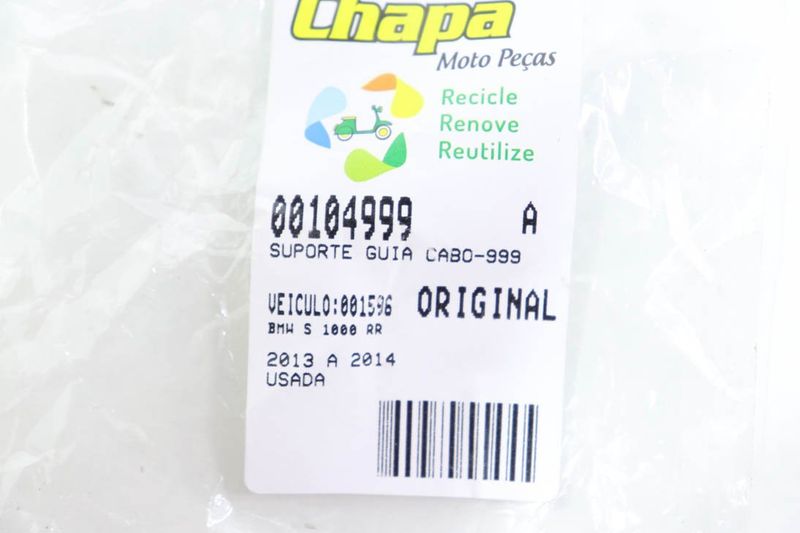 Chapa
Moto Peças
Recicle
Renove
Reutilize
00104999 A
SUPORTE GUIA CABO-999
VEICULO:001596 ORIGINAL
BMW S 1000 RR
2013 A 2014
USADA